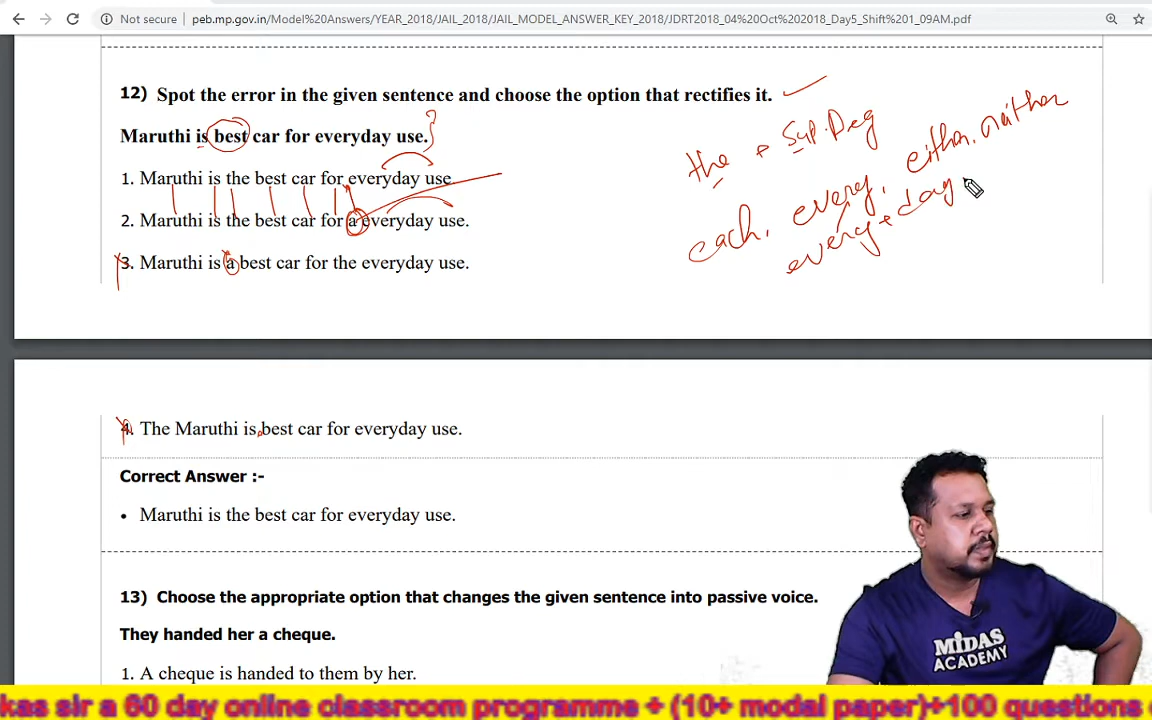 Not secure | peb.mp.gov.in/Model%20Answers/YEAR_2018/JAIL_MODEL_ANSWER_KEY_2018/JDRT2018_04%20Oct%202018_Day5_Shift%201_09AM.pdf
12) Spot the error in the given sentence and choose the option that rectifies it.
Maruthi is best car for everyday use.
the + Sup. Deg
1. Maruthi is the best car for everyday use.
each, every, either, naither
2. Maruthi is the best car for a everyday use.
every + day
3. Maruthi is a best car for the everyday use.
4. The Maruthi is best car for everyday use.
Correct Answer :-
• Maruthi is the best car for everyday use.
13) Choose the appropriate option that changes the given sentence into passive voice.
They handed her a cheque.
1. A cheque is handed to them by her.
MIDAS
ACADEMY
kas sir a 60 day online classroom programme + (10+ modal paper)+100 questions